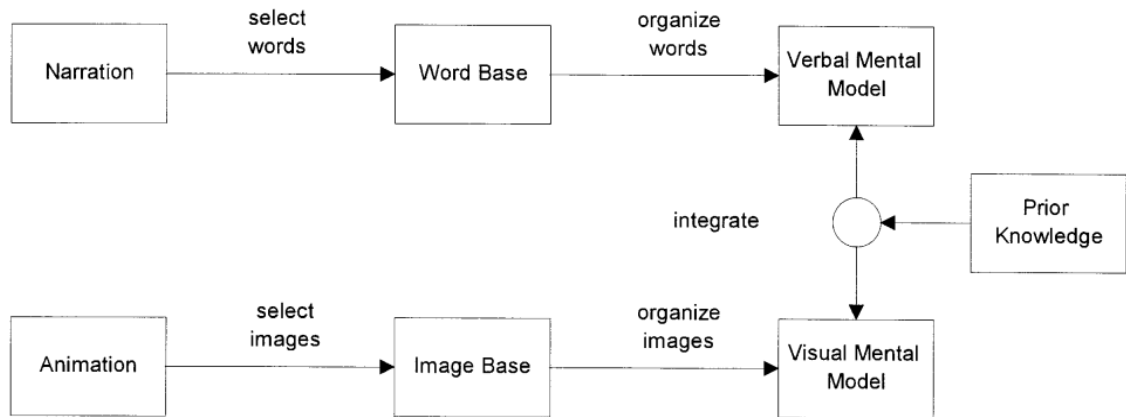 select
words
organize
words
Narration
Word Base
Verbal Mental
Model
integrate
Prior
Knowledge
select
images
organize
images
Animation
Image Base
Visual Mental
Model